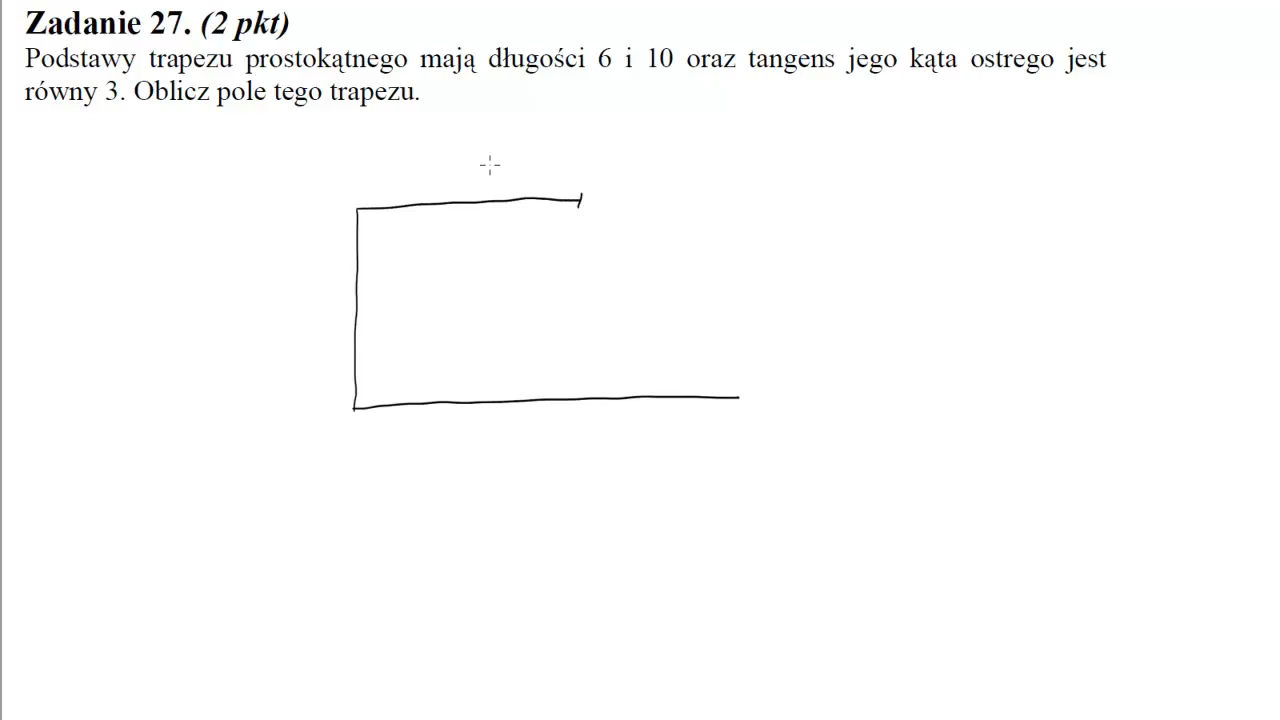 Zadanie 27. (2 pkt)
Podstawy trapezu prostokątnego mają długości 6 i 10 oraz tangens jego kąta ostrego jest
równy 3. Oblicz pole tego trapezu.